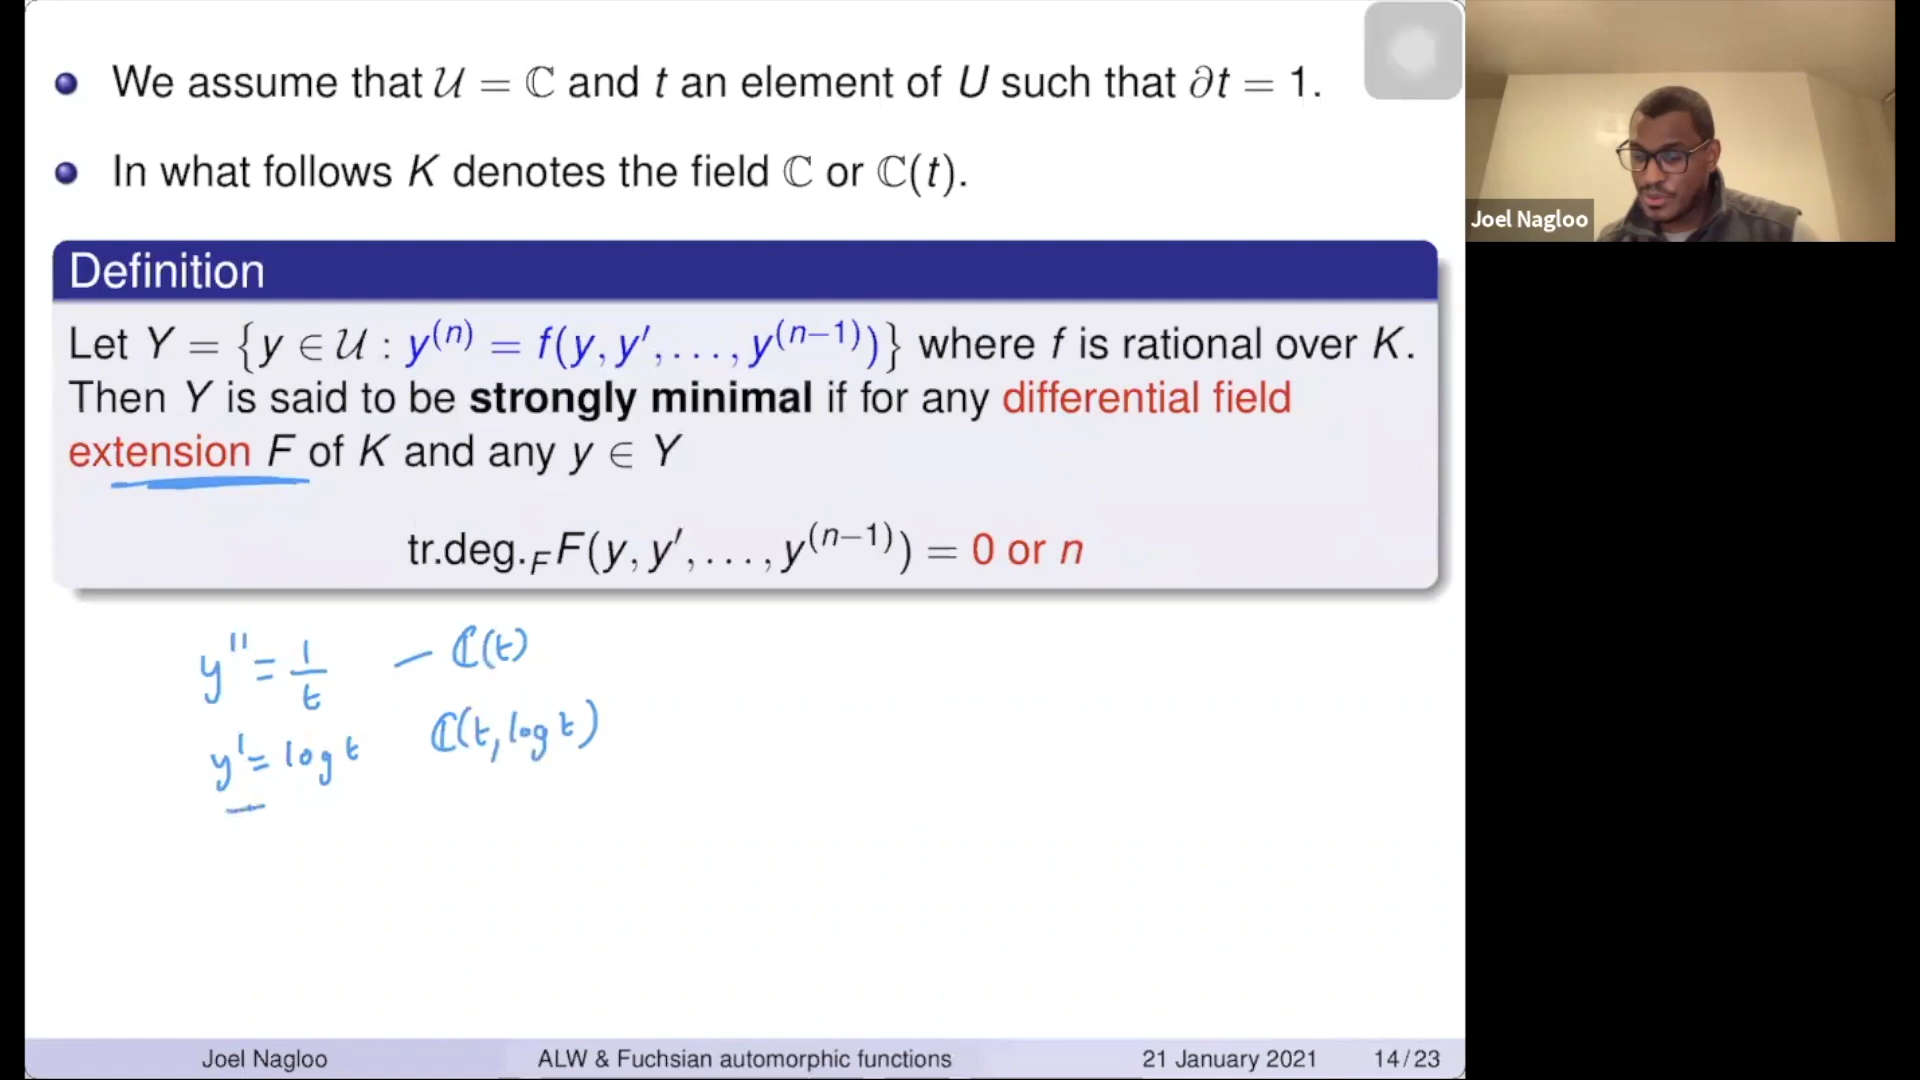 We assume that 𝒰 = ℂ and t an element of U such that ∂t = 1.
In what follows K denotes the field ℂ or ℂ(t).
Definition
Let Y = {y ∈ 𝒰 : y⁽ⁿ⁾ = f(y, y′, . . . , y⁽ⁿ⁻¹⁾)} where f is rational over K.
Then Y is said to be strongly minimal if for any differential field
extension F of K and any y ∈ Y
tr.deg.F F(y, y′, . . . , y⁽ⁿ⁻¹⁾) = 0 or n
y'' = 1/t — ℂ(t)
y' = log t ℂ(t, log t)
Joel Nagloo ALW & Fuchsian automorphic functions 21 January 2021 14/23
Joel Nagloo